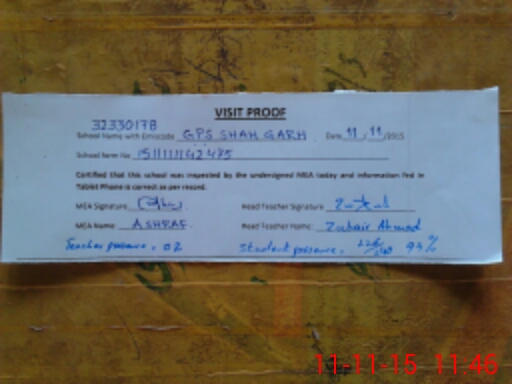 VISIT PROOF
32330178
School Name with Emiscode GPS SHAH GARH Date 11/11/2015
School form No 151111142475
Certified that this school was inspected by the undersigned MEA today and information fed in
Tablet Phone is correct as per record.
MEA Signature Head Teacher Signature
MEA Name ASHRAF Head Teacher Name: Zuhair Ahmad
Teacher presence, 02 Student presence, 94%
11-11-15 11:46